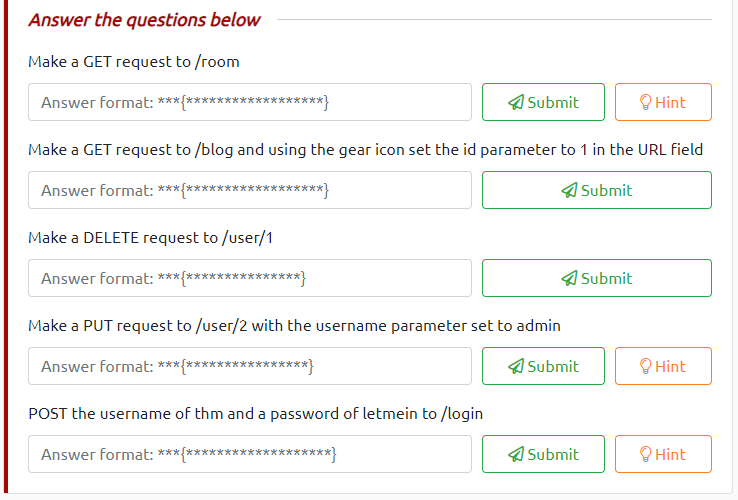 Answer the questions below
Make a GET request to /room
Answer format: ***{******************}
Submit
Hint
Make a GET request to /blog and using the gear icon set the id parameter to 1 in the URL field
Answer format: ***{******************}
Submit
Make a DELETE request to /user/1
Answer format: ***{***************}
Submit
Make a PUT request to /user/2 with the username parameter set to admin
Answer format: ***{****************}
Submit
Hint
POST the username of thm and a password of letmein to /login
Answer format: ***{*******************}
Submit
Hint